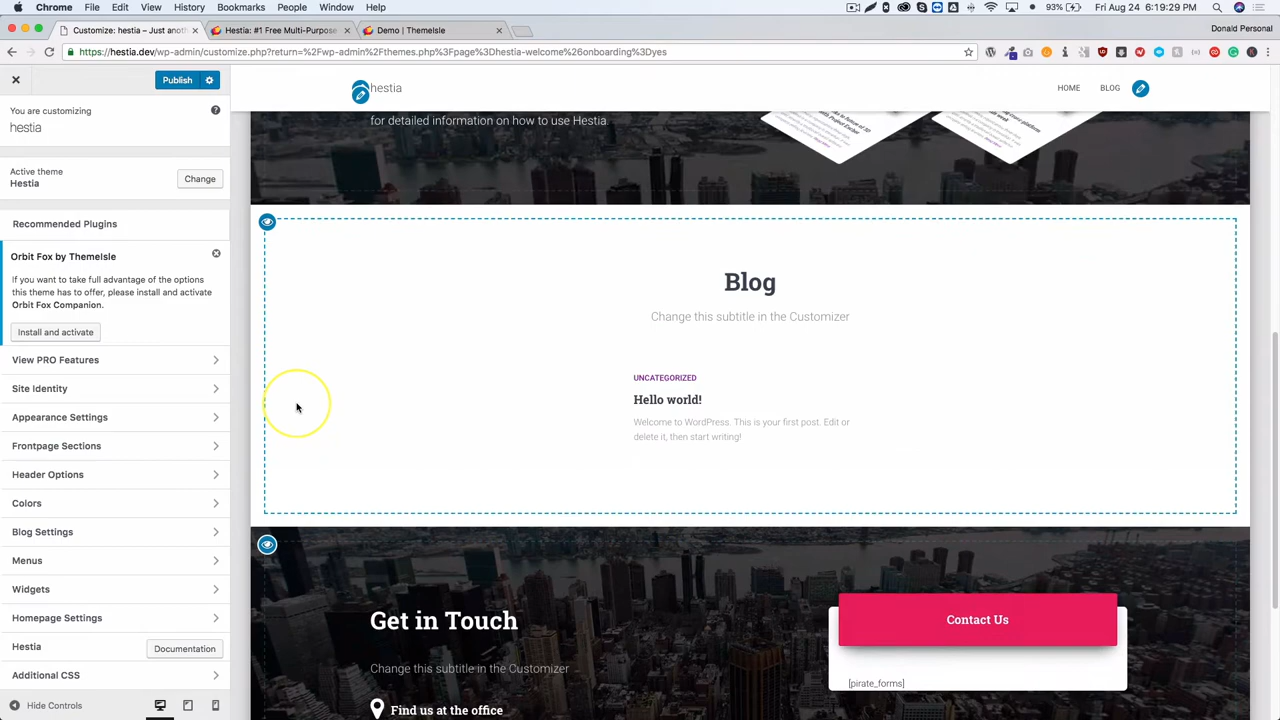 Chrome File Edit View History Bookmarks People Window Help 93% Fri Aug 24 6:19:29 PM
Customize: hestia – Just anoth Hestia: #1 Free Multi-Purpose Demo | ThemeIsle Donald Personal
https://hestia.dev/wp-admin/customize.php?return=%2Fwp-admin%2Fthemes.php%3Fpage%3Dhestia-welcome%26onboarding%3Dyes
Publish
You are customizing
hestia
Active theme
Hestia
Change
Recommended Plugins
Orbit Fox by ThemeIsle
If you want to take full advantage of the options
this theme has to offer, please install and activate
Orbit Fox Companion.
Install and activate
View PRO Features
Site Identity
Appearance Settings
Frontpage Sections
Header Options
Colors
Blog Settings
Menus
Widgets
Homepage Settings
Hestia
Documentation
Additional CSS
Hide Controls
hestia
HOME BLOG
for detailed information on how to use Hestia.
Blog
Change this subtitle in the Customizer
UNCATEGORIZED
Hello world!
Welcome to WordPress. This is your first post. Edit or
delete it, then start writing!
Get in Touch
Change this subtitle in the Customizer
Find us at the office
Contact Us
[pirate_forms]